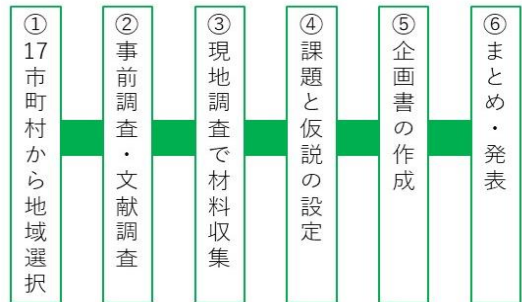 ①17市町村から地域選択
②事前調査・文献調査
③現地調査で材料収集
④課題と仮説の設定
⑤企画書の作成
⑥まとめ・発表